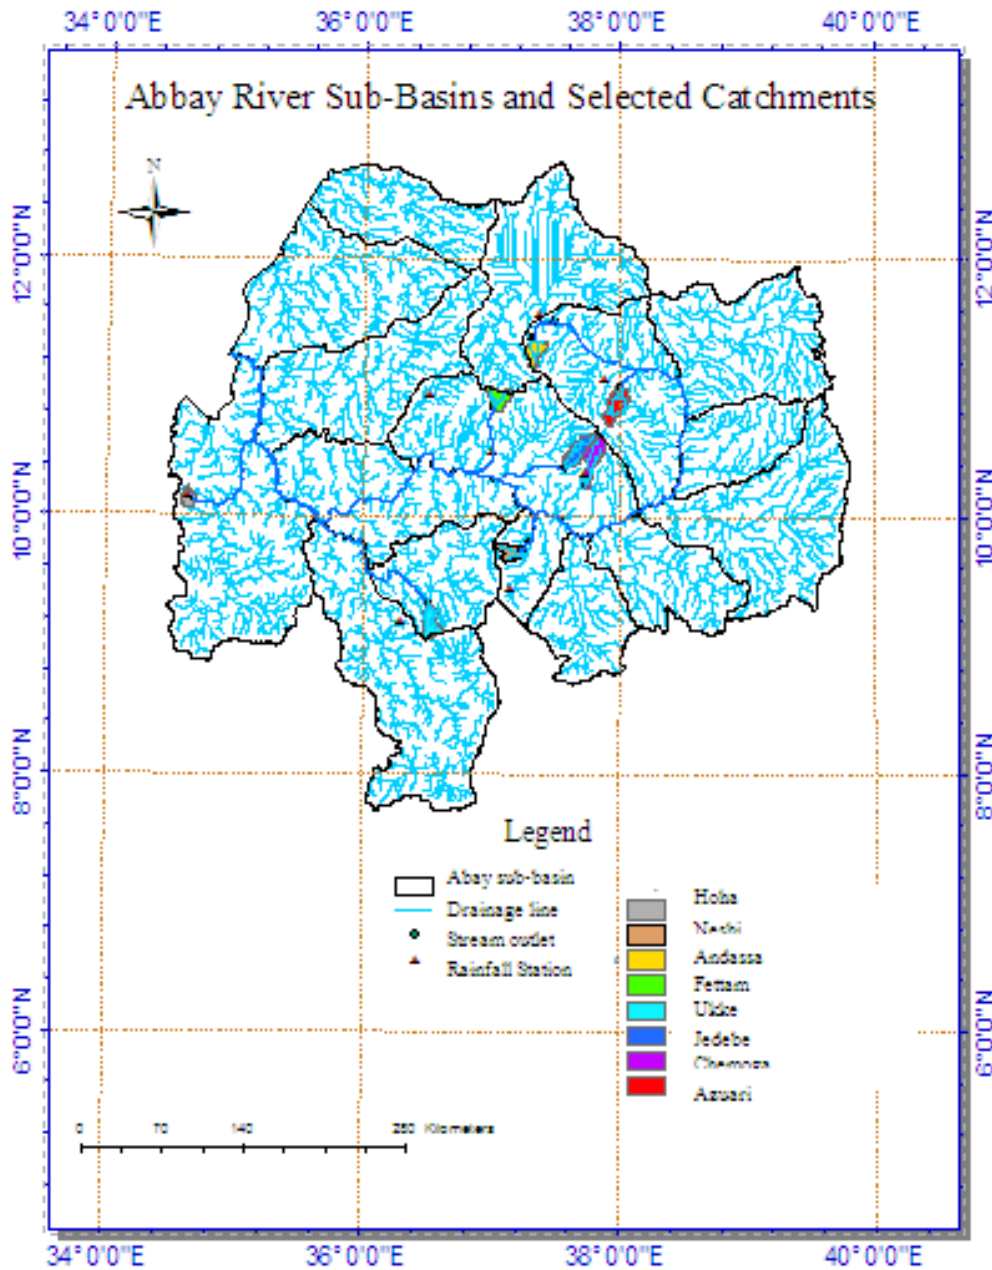 34°0'0"E 36°0'0"E 38°0'0"E 40°0'0"E
Abbay River Sub-Basins and Selected Catchments
N
12°0'0"N 12°0'0"N
10°0'0"N 10°0'0"N
8°0'0"N 8°0'0"N
6°0'0"N 6°0'0"N
Legend
Abay sub-basin
Drainage line
Stream outlet
Rainfall Station
Hoha
Neshi
Andassa
Fettam
Ukke
Jedebe
Chemoga
Azuari
0 70 140 280 Kilometers
34°0'0"E 36°0'0"E 38°0'0"E 40°0'0"E